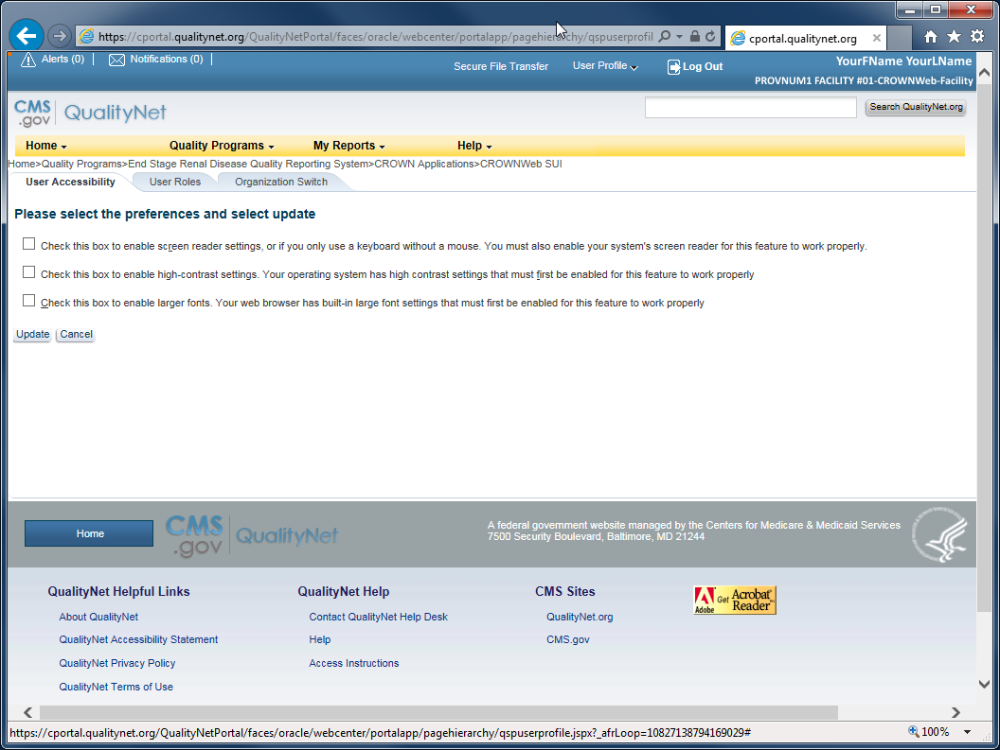 https://cportal.qualitynet.org/QualityNetPortal/faces/oracle/webcenter/portalapp/pagehierarchy/qspuserprofil
cportal.qualitynet.org
Alerts (0)
Notifications (0)
Secure File Transfer
User Profile
Log Out
YourFName YourLName
PROVNUM1 FACILITY #01-CROWNWeb-Facility
CMS
.gov
QualityNet
Search QualityNet.org
Home
Quality Programs
My Reports
Help
Home>Quality Programs>End Stage Renal Disease Quality Reporting System>CROWN Applications>CROWNWeb SUI
User Accessibility
User Roles
Organization Switch
Please select the preferences and select update
Check this box to enable screen reader settings, or if you only use a keyboard without a mouse. You must also enable your system's screen reader for this feature to work properly.
Check this box to enable high-contrast settings. Your operating system has high contrast settings that must first be enabled for this feature to work properly
Check this box to enable larger fonts. Your web browser has built-in large font settings that must first be enabled for this feature to work properly
Update
Cancel
Home
CMS
.gov
QualityNet
A federal government website managed by the Centers for Medicare & Medicaid Services
7500 Security Boulevard, Baltimore, MD 21244
QualityNet Helpful Links
About QualityNet
QualityNet Accessibility Statement
QualityNet Privacy Policy
QualityNet Terms of Use
QualityNet Help
Contact QualityNet Help Desk
Help
Access Instructions
CMS Sites
QualityNet.org
CMS.gov
Adobe
Get Acrobat
Reader
https://cportal.qualitynet.org/QualityNetPortal/faces/oracle/webcenter/portalapp/pagehierarchy/qspuserprofile.jspx?_afrLoop=10827138794169029#
100%